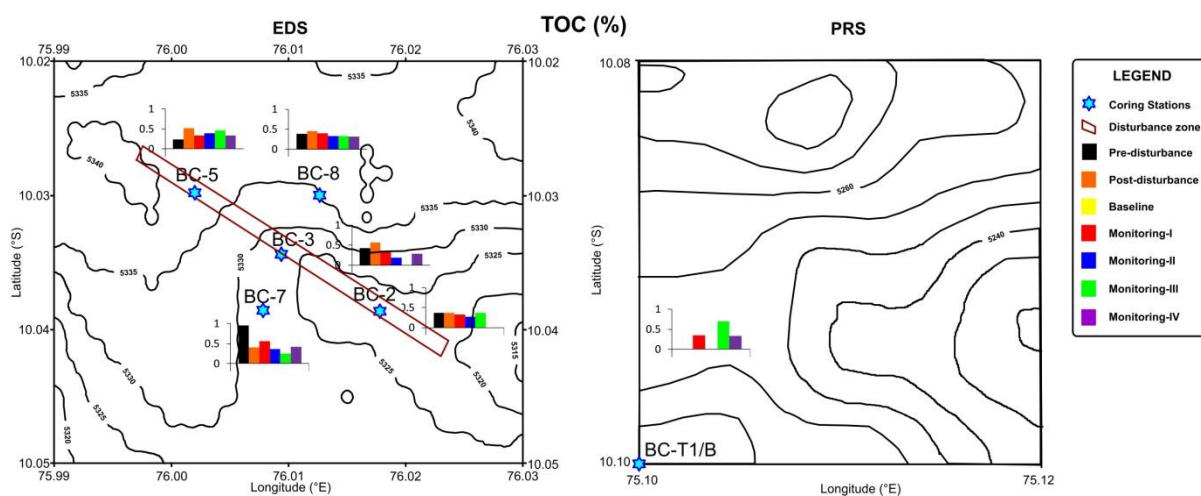 TOC (%)
EDS
75.99 76.00 76.01 76.02 76.03
10.02 10.02
5335
5335
5340
1
0.5
0
1
0.5
0
5340
BC-5
BC-8
10.03 10.03
5335
5330
BC-3
1
0.5
0
5325
5335
5330
BC-7
BC-2
1
0.5
0
10.04 10.04
1
0.5
0
5315
5325
5320
5330
5325
5320
10.05 10.05
75.99 76.00 76.01 76.02 76.03
Latitude (°S)
Longitude (°E)
PRS
10.08
5260
5240
Latitude (°S)
1
0.5
0
BC-T1/B
10.10
75.10 75.12
Longitude (°E)
LEGEND
Coring Stations
Disturbance zone
Pre-disturbance
Post-disturbance
Baseline
Monitoring-I
Monitoring-II
Monitoring-III
Monitoring-IV